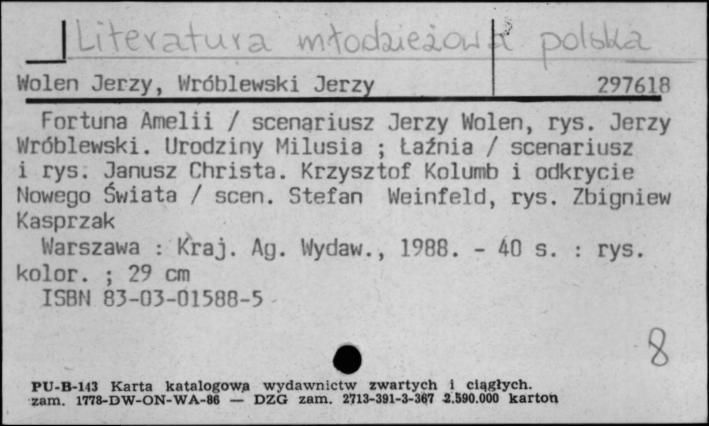 Literatura młodzieżowa polska
Wolen Jerzy, Wróblewski Jerzy 297618
Fortuna Amelii / scenariusz Jerzy Wolen, rys. Jerzy
Wróblewski. Urodziny Milusia ; Łaźnia / scenariusz
i rys. Janusz Christa. Krzysztof Kolumb i odkrycie
Nowego Świata / scen. Stefan Weinfeld, rys. Zbigniew
Kasprzak
Warszawa : Kraj. Ag. Wydaw., 1988. - 40 s. : rys.
kolor. ; 29 cm
ISBN 83-03-01588-5
8
PU-B-143 Karta katalogowa wydawnictw zwartych i ciągłych.
zam. 1778-DW-ON-WA-86 — DZG zam. 2713-391-3-367 2.590.000 karton